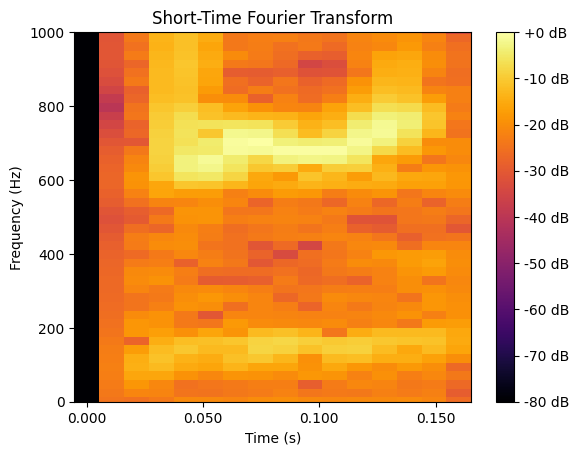 Short-Time Fourier Transform
1000
800
600
400
200
0
Frequency (Hz)
0.000
0.050
0.100
0.150
Time (s)
+0 dB
-10 dB
-20 dB
-30 dB
-40 dB
-50 dB
-60 dB
-70 dB
-80 dB